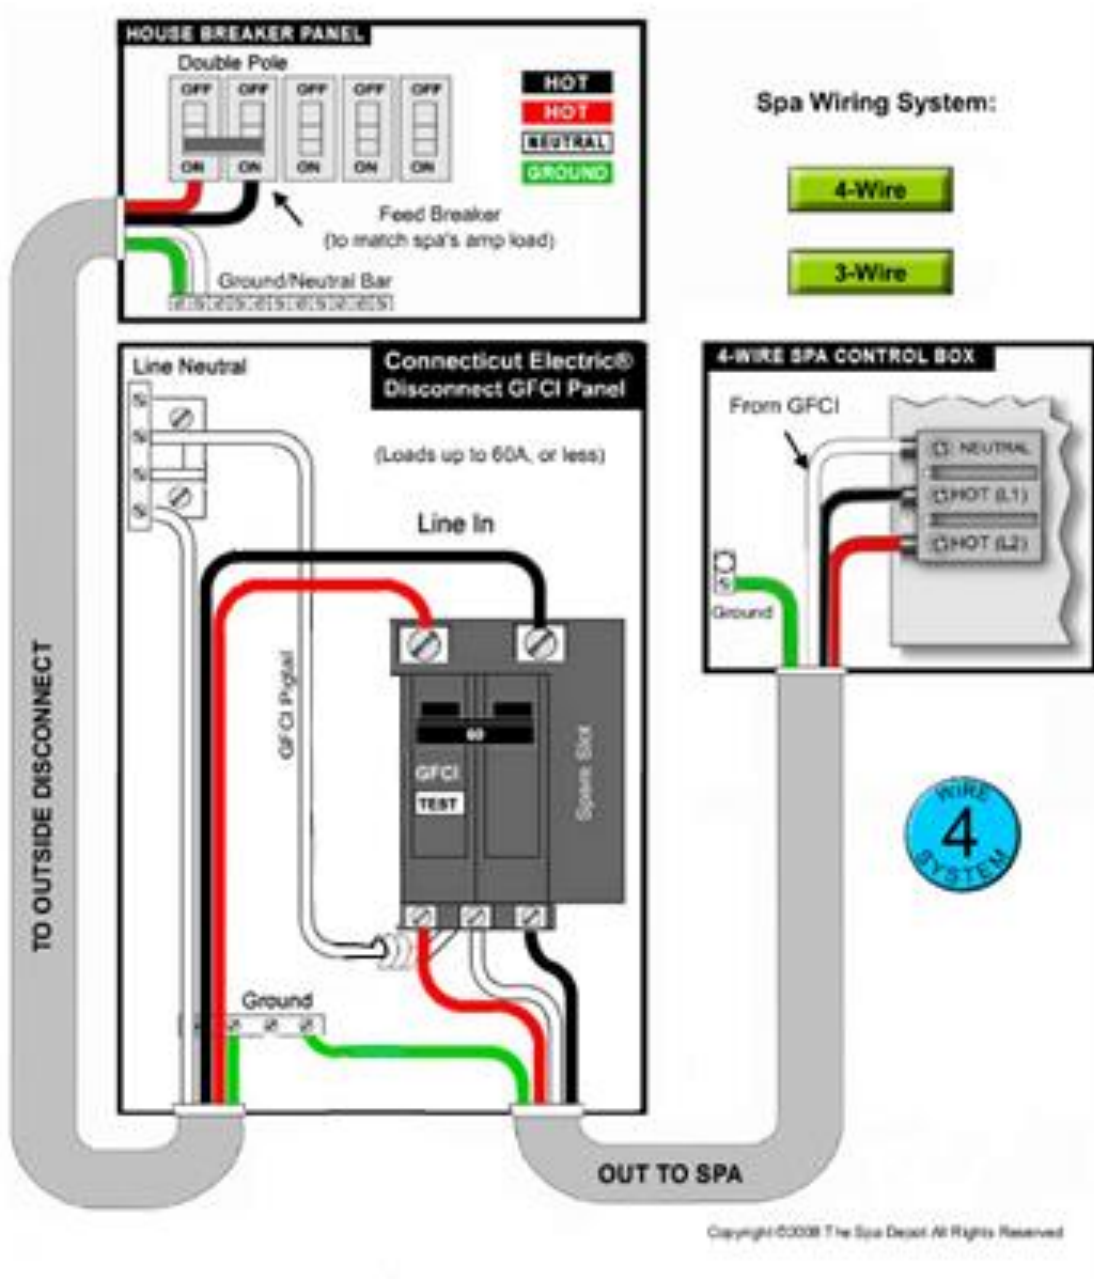 HOUSE BREAKER PANEL
Double Pole
OFF OFF OFF OFF OFF
ON ON ON ON ON
HOT
HOT
NEUTRAL
GROUND
Feed Breaker
(to match spa's amp load)
Ground/Neutral Bar
Spa Wiring System:
4-Wire
3-Wire
TO OUTSIDE DISCONNECT
Line Neutral
Connecticut Electric®
Disconnect GFCI Panel
(Loads up to 60A, or less)
Line In
GFCI Pigtail
60
GFCI
TEST
Spare Slot
Ground
4-WIRE SPA CONTROL BOX
From GFCI
NEUTRAL
HOT (L1)
HOT (L2)
Ground
WIRE
4
SYSTEM
OUT TO SPA
Copyright ©2008 The Spa Depot All Rights Reserved